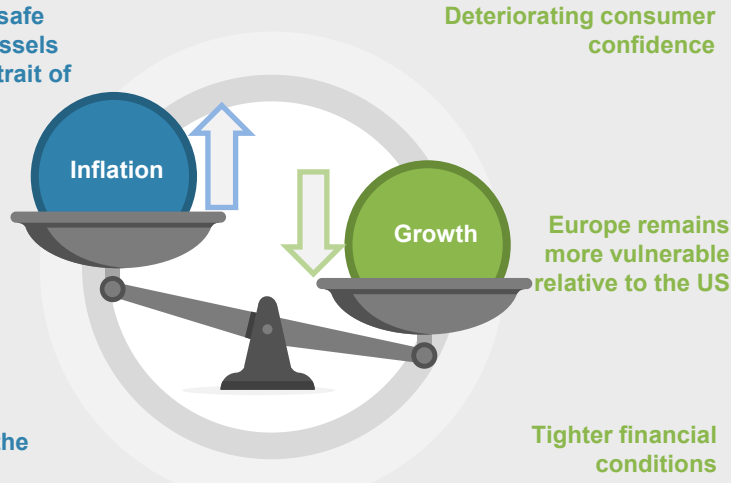 safe
ssels
trait of
Inflation
the
Deteriorating consumer
confidence
Growth
Europe remains
more vulnerable
relative to the US
Tighter financial
conditions